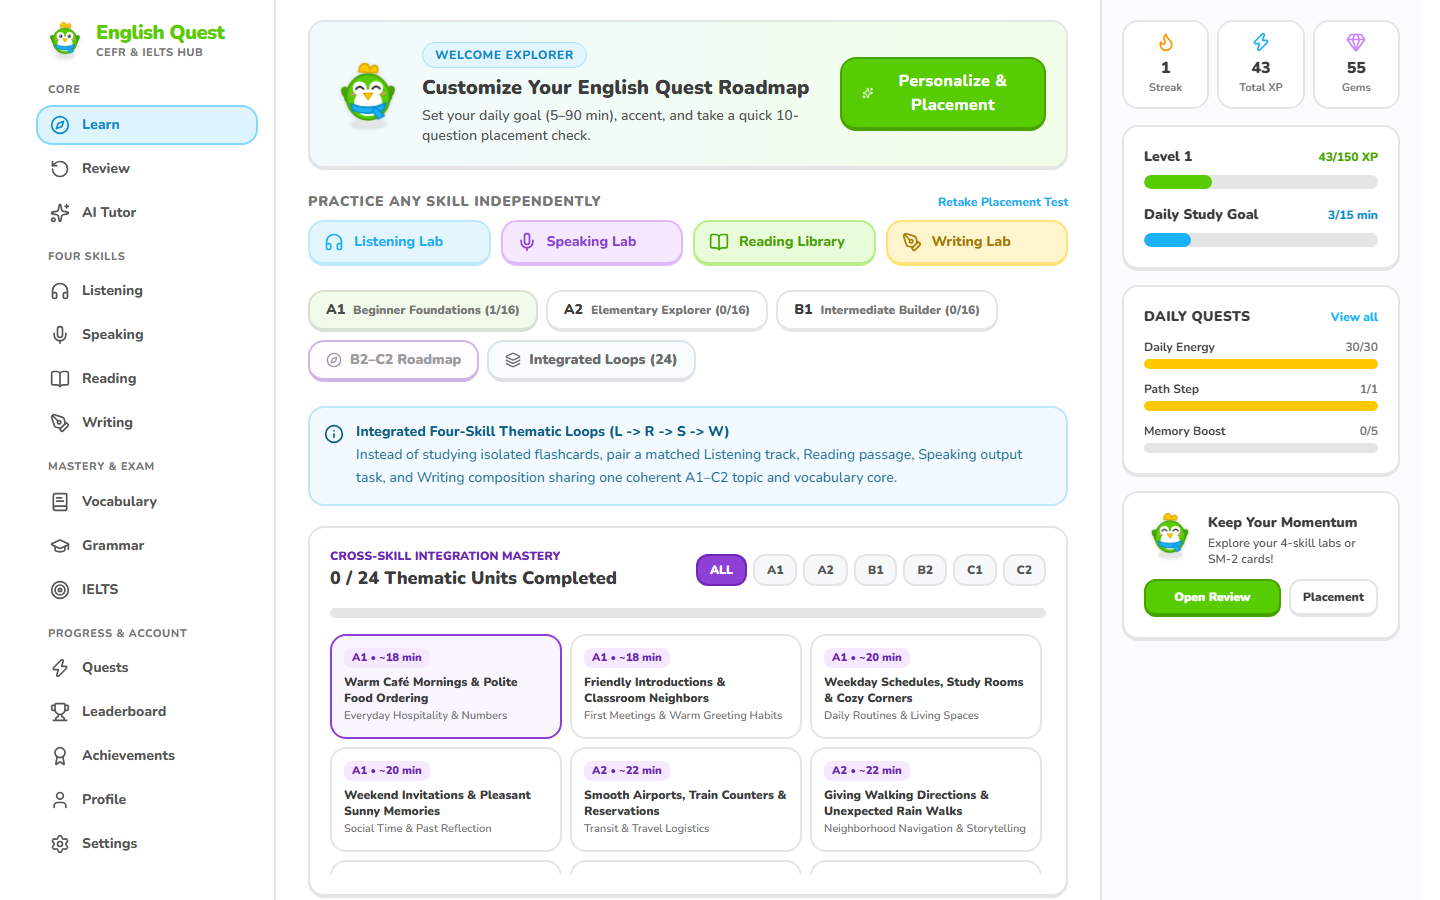 English Quest
CEFR & IELTS HUB
CORE
Learn
Review
AI Tutor
FOUR SKILLS
Listening
Speaking
Reading
Writing
MASTERY & EXAM
Vocabulary
Grammar
IELTS
PROGRESS & ACCOUNT
Quests
Leaderboard
Achievements
Profile
Settings
WELCOME EXPLORER
Customize Your English Quest Roadmap
Set your daily goal (5–90 min), accent, and take a quick 10-
question placement check.
Personalize &
Placement
PRACTICE ANY SKILL INDEPENDENTLY
Retake Placement Test
Listening Lab
Speaking Lab
Reading Library
Writing Lab
A1 Beginner Foundations (1/16)
A2 Elementary Explorer (0/16)
B1 Intermediate Builder (0/16)
B2–C2 Roadmap
Integrated Loops (24)
Integrated Four-Skill Thematic Loops (L -> R -> S -> W)
Instead of studying isolated flashcards, pair a matched Listening track, Reading passage, Speaking output
task, and Writing composition sharing one coherent A1–C2 topic and vocabulary core.
CROSS-SKILL INTEGRATION MASTERY
0 / 24 Thematic Units Completed
ALL
A1
A2
B1
B2
C1
C2
A1 • ~18 min
Warm Café Mornings & Polite
Food Ordering
Everyday Hospitality & Numbers
A1 • ~18 min
Friendly Introductions &
Classroom Neighbors
First Meetings & Warm Greeting Habits
A1 • ~20 min
Weekday Schedules, Study Rooms
& Cozy Corners
Daily Routines & Living Spaces
A1 • ~20 min
Weekend Invitations & Pleasant
Sunny Memories
Social Time & Past Reflection
A2 • ~22 min
Smooth Airports, Train Counters &
Reservations
Transit & Travel Logistics
A2 • ~22 min
Giving Walking Directions &
Unexpected Rain Walks
Neighborhood Navigation & Storytelling
1
Streak
43
Total XP
55
Gems
Level 1
43/150 XP
Daily Study Goal
3/15 min
DAILY QUESTS
View all
Daily Energy
30/30
Path Step
1/1
Memory Boost
0/5
Keep Your Momentum
Explore your 4-skill labs or
SM-2 cards!
Open Review
Placement